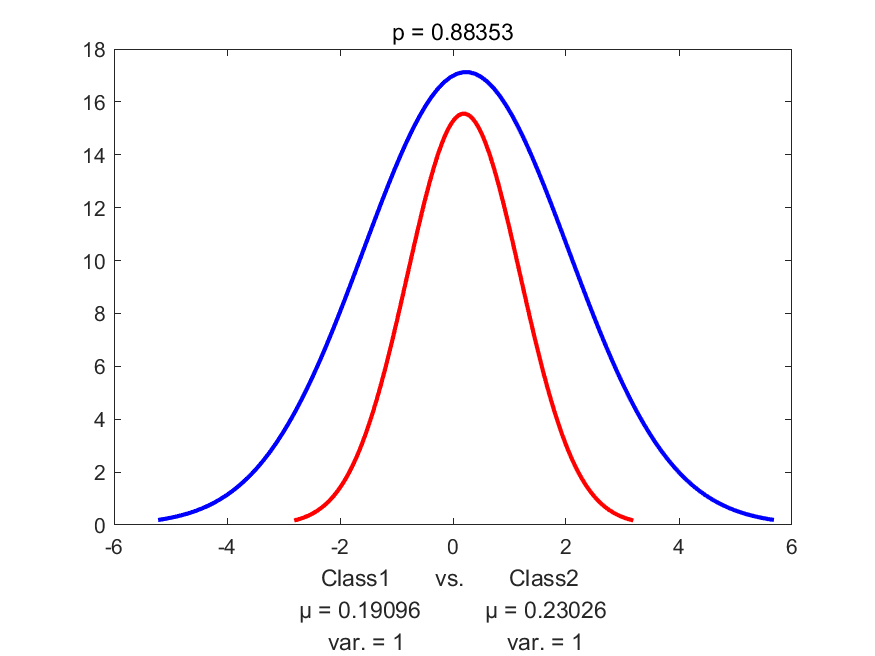 p = 0.88353
18
16
14
12
10
8
6
4
2
0
-6 -4 -2 0 2 4 6
Class1 vs. Class2
μ = 0.19096 μ = 0.23026
var. = 1 var. = 1